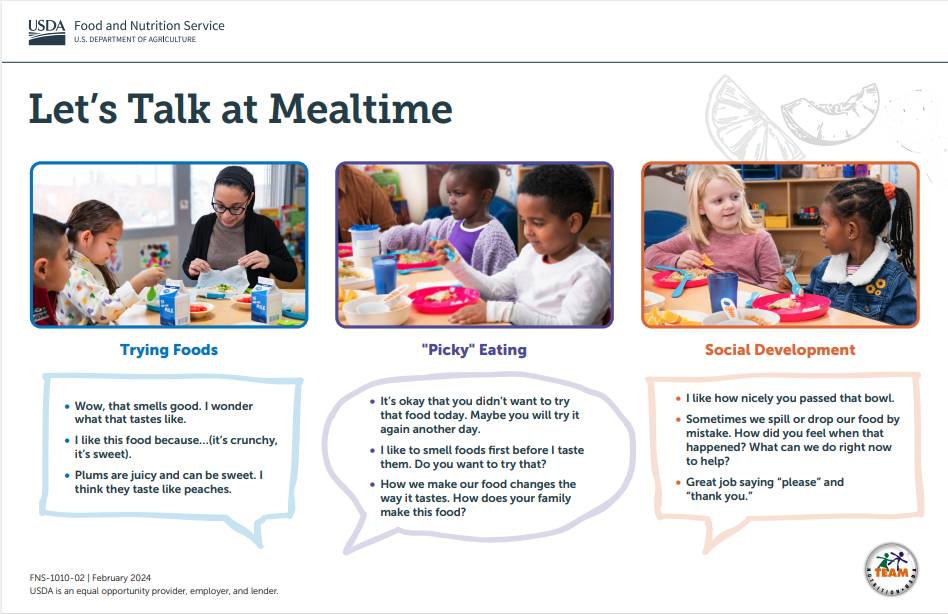 USDA Food and Nutrition Service
U.S. DEPARTMENT OF AGRICULTURE
Let's Talk at Mealtime
MILK
MILK
Trying Foods
• Wow, that smells good. I wonder
what that tastes like.
• I like this food because...(it's crunchy,
it's sweet).
• Plums are juicy and can be sweet. I
think they taste like peaches.
"Picky" Eating
• It's okay that you didn't want to try
that food today. Maybe you will try it
again another day.
• I like to smell foods first before I taste
them. Do you want to try that?
• How we make our food changes the
way it tastes. How does your family
make this food?
Social Development
• I like how nicely you passed that bowl.
• Sometimes we spill or drop our food by
mistake. How did you feel when that
happened? What can we do right now
to help?
• Great job saying "please" and
"thank you."
FNS-1010-02 | February 2024
USDA is an equal opportunity provider, employer, and lender.
TEAM
NUTRITION•USDA